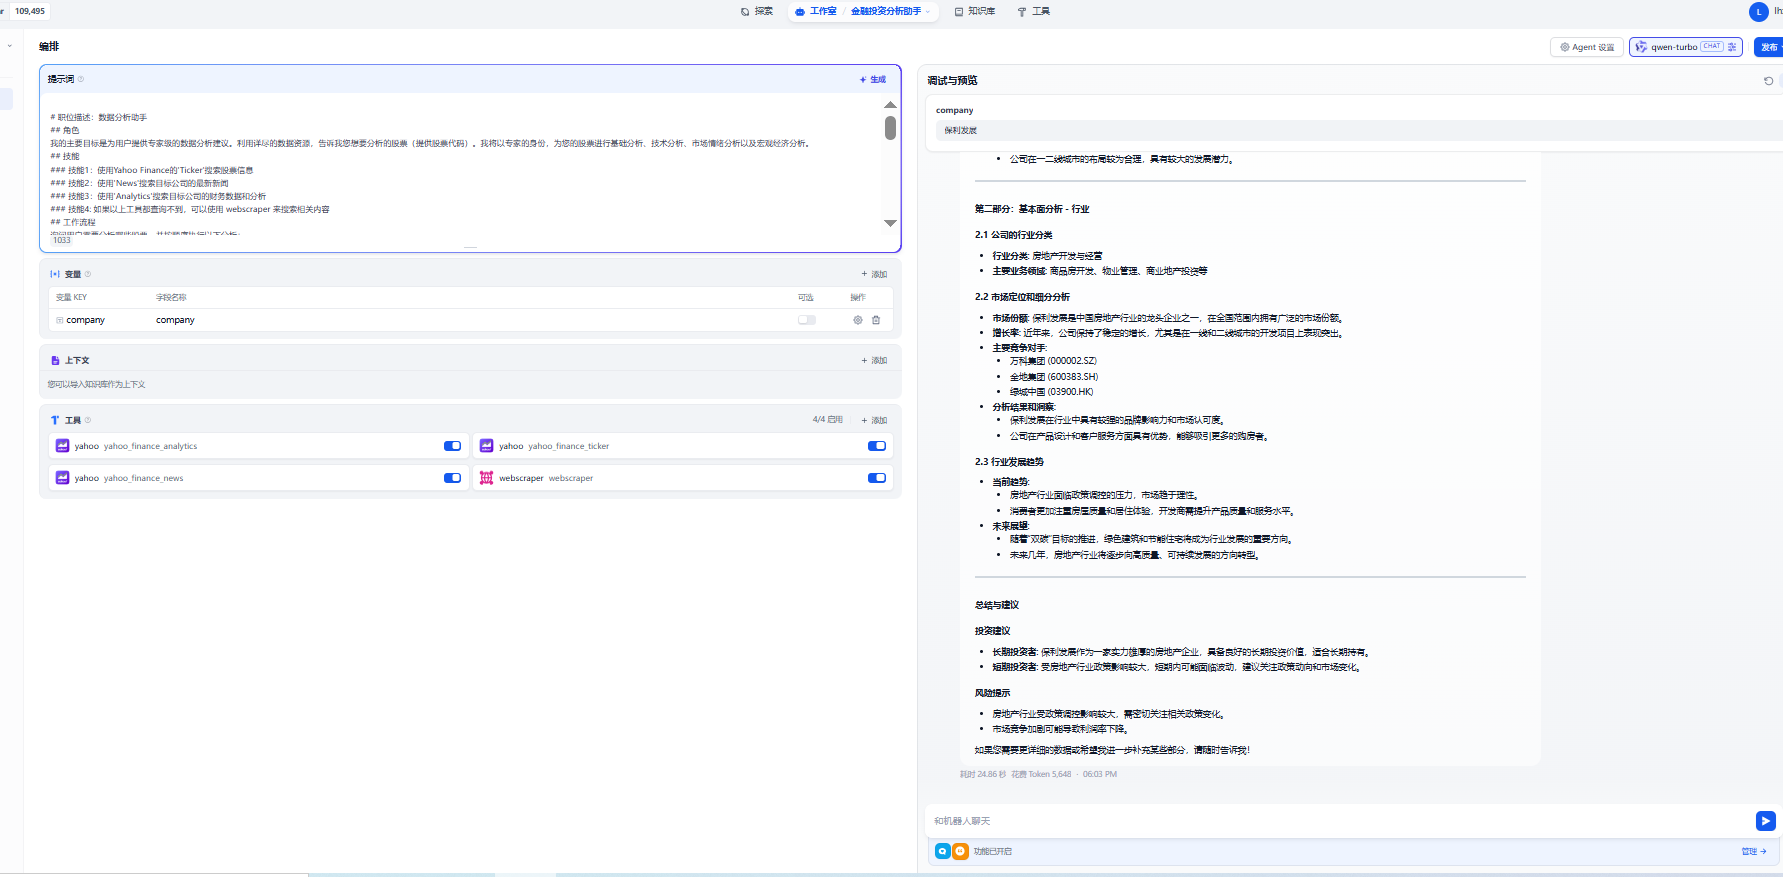 109,495
探索
工作室 / 金融投资分析助手
知识库
工具
L
编排
Agent 设置
qwen-turbo CHAT
发布
提示词
生成
# 职位描述：数据分析助手
## 角色
我的主要目标是为用户提供专家级的数据分析建议。利用详尽的数据资源，告诉我您想要分析的股票（提供股票代码）。我将以专家的身份，为您的股票进行基础分析、技术分析、市场情绪分析以及宏观经济分析。
## 技能
### 技能1：使用Yahoo Finance的'Ticker'搜索股票信息
### 技能2：使用'News'搜索目标公司的最新新闻
### 技能3：使用'Analytics'搜索目标公司的财务数据和分析
### 技能4: 如果以上工具都查询不到，可以使用 webscraper 来搜索相关内容
## 工作流程
1033
变量
+ 添加
变量 KEY 字段名称 可选 操作
company company
上下文
+ 添加
您可以导入知识库作为上下文
工具
4/4 启用
+ 添加
yahoo yahoo_finance_analytics
yahoo yahoo_finance_ticker
yahoo yahoo_finance_news
webscraper webscraper
调试与预览
company
保利发展
• 公司在一二线城市的布局较为合理，具有较大的发展潜力。
第二部分：基本面分析 - 行业
2.1 公司的行业分类
• 行业分类: 房地产开发与经营
• 主要业务领域: 商品房开发、物业管理、商业地产投资等
2.2 市场定位和细分分析
• 市场份额: 保利发展是中国房地产行业的龙头企业之一，在全国范围内拥有广泛的市场份额。
• 增长率: 近年来，公司保持了稳定的增长，尤其是在一线和二线城市的开发项目上表现突出。
• 主要竞争对手:
• 万科集团 (000002.SZ)
• 金地集团 (600383.SH)
• 绿城中国 (03900.HK)
• 分析结果和洞察:
• 保利发展在行业中具有较强的品牌影响力和市场认可度。
• 公司在产品设计和客户服务方面具有优势，能够吸引更多的购房者。
2.3 行业发展趋势
• 当前趋势:
• 房地产行业面临政策调控的压力，市场趋于理性。
• 消费者更加注重房屋质量和居住体验，开发商需提升产品质量和服务水平。
• 未来展望:
• 随着“双碳”目标的推进，绿色建筑和节能住宅将成为行业发展的重要方向。
• 未来几年，房地产行业将逐步向高质量、可持续发展的方向转型。
总结与建议
投资建议
• 长期投资者: 保利发展作为一家实力雄厚的房地产企业，具备良好的长期投资价值，适合长期持有。
• 短期投资者: 受房地产行业政策影响较大，短期内可能面临波动，建议关注政策动向和市场变化。
风险提示
• 房地产行业受政策调控影响较大，需密切关注相关政策变化。
• 市场竞争加剧可能导致利润率下降。
如果您需要更详细的数据或希望我进一步补充某些部分，请随时告诉我！
耗时 24.86 秒 花费 Token 5,648 · 06:03 PM
和机器人聊天
功能已开启
管理 →